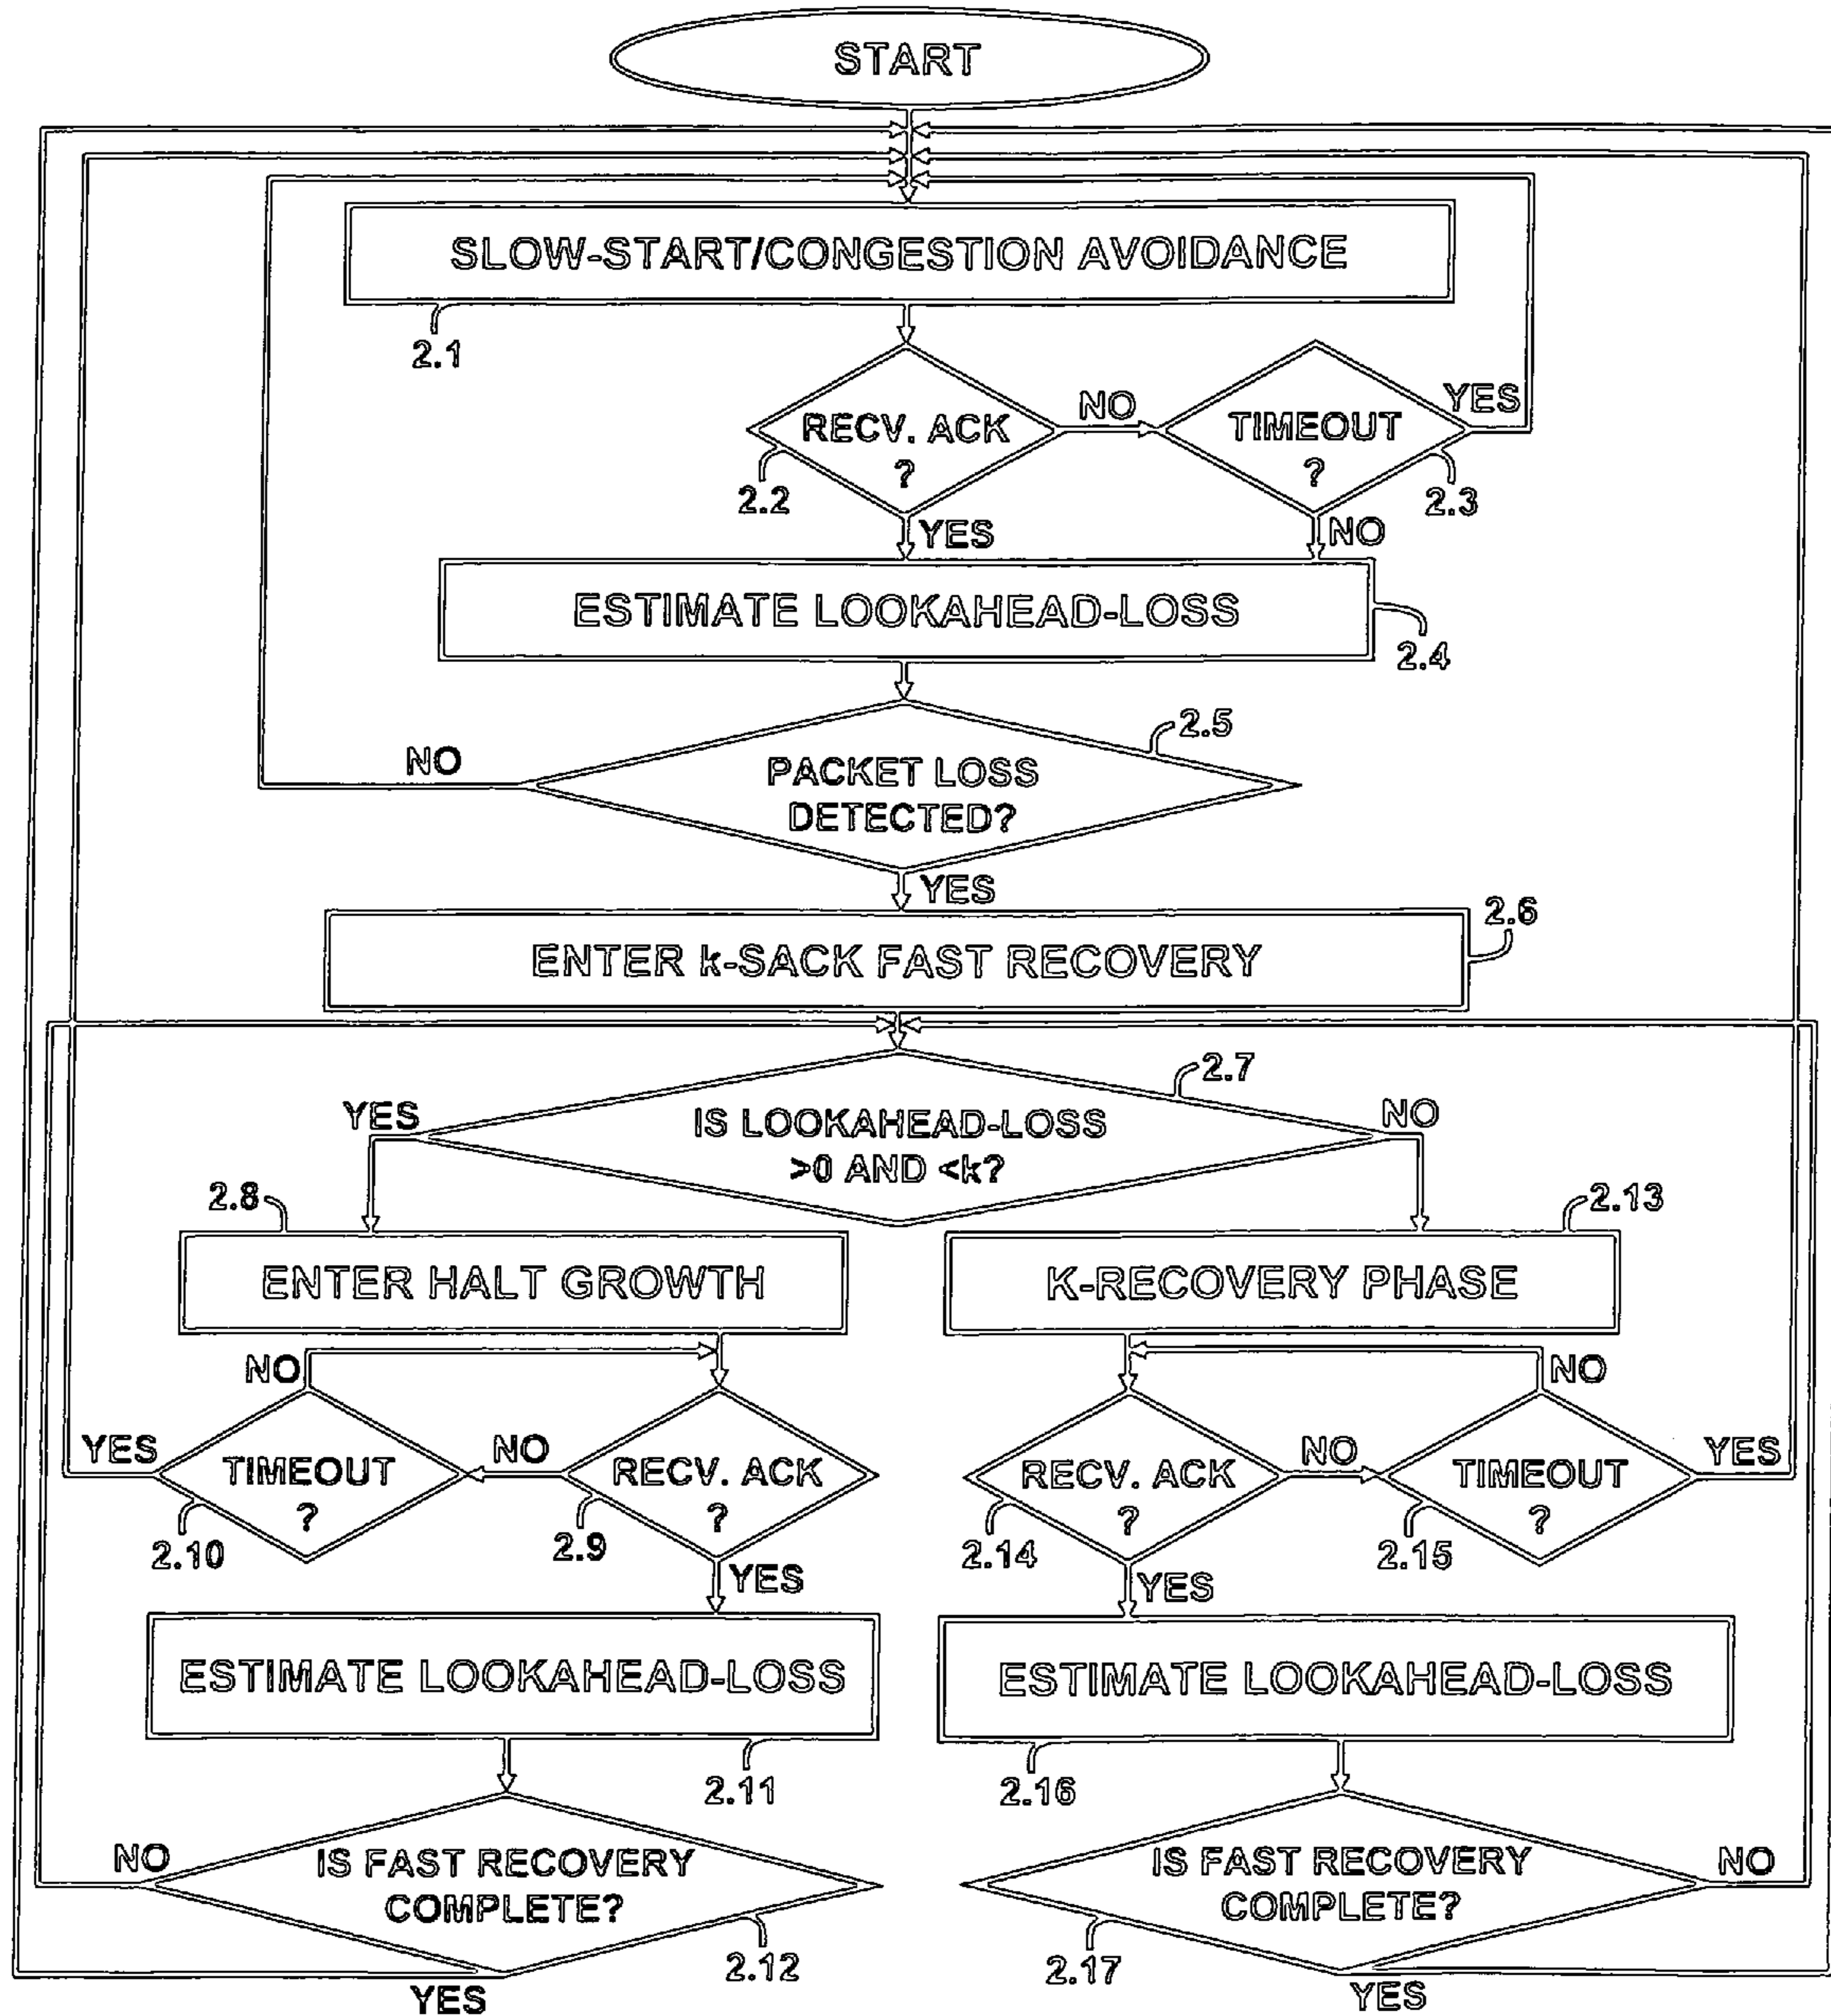 START
SLOW-START/CONGESTION AVOIDANCE
2.1
RECV. ACK
?
2.2
NO
TIMEOUT
?
YES
2.3
YES
NO
ESTIMATE LOOKAHEAD-LOSS
2.4
2.5
NO
PACKET LOSS
DETECTED?
YES
2.6
ENTER k-SACK FAST RECOVERY
2.7
YES
IS LOOKAHEAD-LOSS
>0 AND <k?
NO
2.8
2.13
ENTER HALT GROWTH
K-RECOVERY PHASE
NO
NO
YES
TIMEOUT
?
NO
RECV. ACK
?
RECV. ACK
?
NO
TIMEOUT
?
YES
2.10
2.9
2.14
2.15
YES
YES
ESTIMATE LOOKAHEAD-LOSS
ESTIMATE LOOKAHEAD-LOSS
2.11
2.16
NO
IS FAST RECOVERY
COMPLETE?
IS FAST RECOVERY
COMPLETE?
NO
2.12
2.17
YES
YES